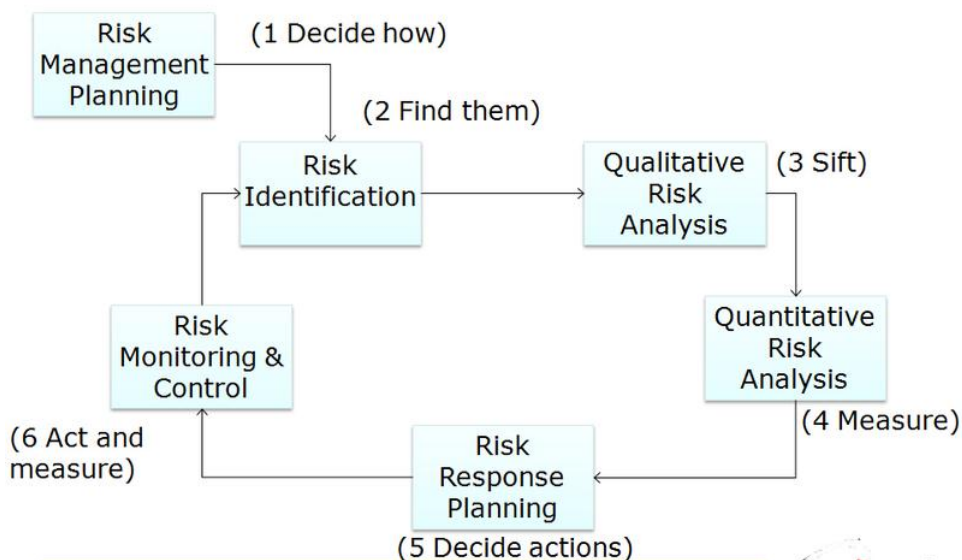 Risk
Management
Planning
(1 Decide how)
(2 Find them)
Risk
Identification
Qualitative
Risk
Analysis
(3 Sift)
Quantitative
Risk
Analysis
(4 Measure)
Risk
Response
Planning
(5 Decide actions)
Risk
Monitoring &
Control
(6 Act and
measure)